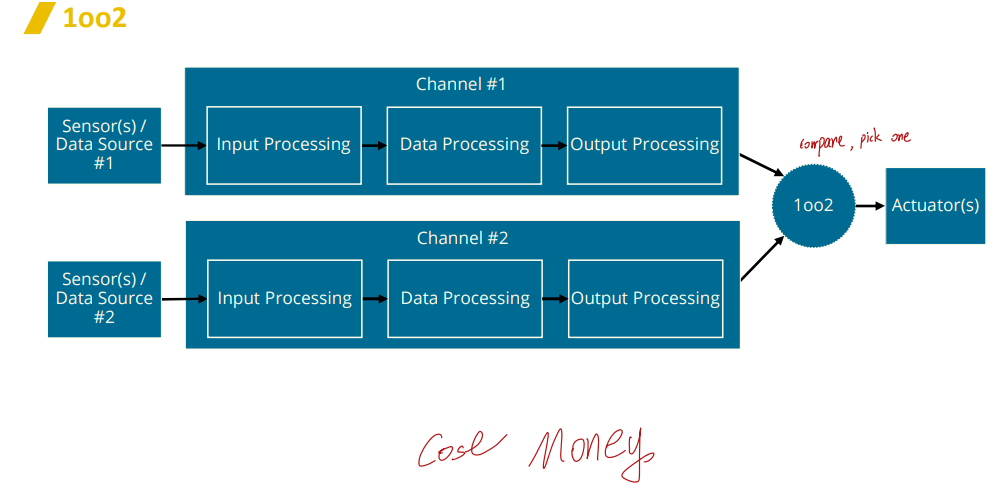 1oo2
Channel #1
Sensor(s) /
Data Source
#1
Input Processing
Data Processing
Output Processing
compare, pick one
1oo2
Actuator(s)
Channel #2
Sensor(s) /
Data Source
#2
Input Processing
Data Processing
Output Processing
Cost Money